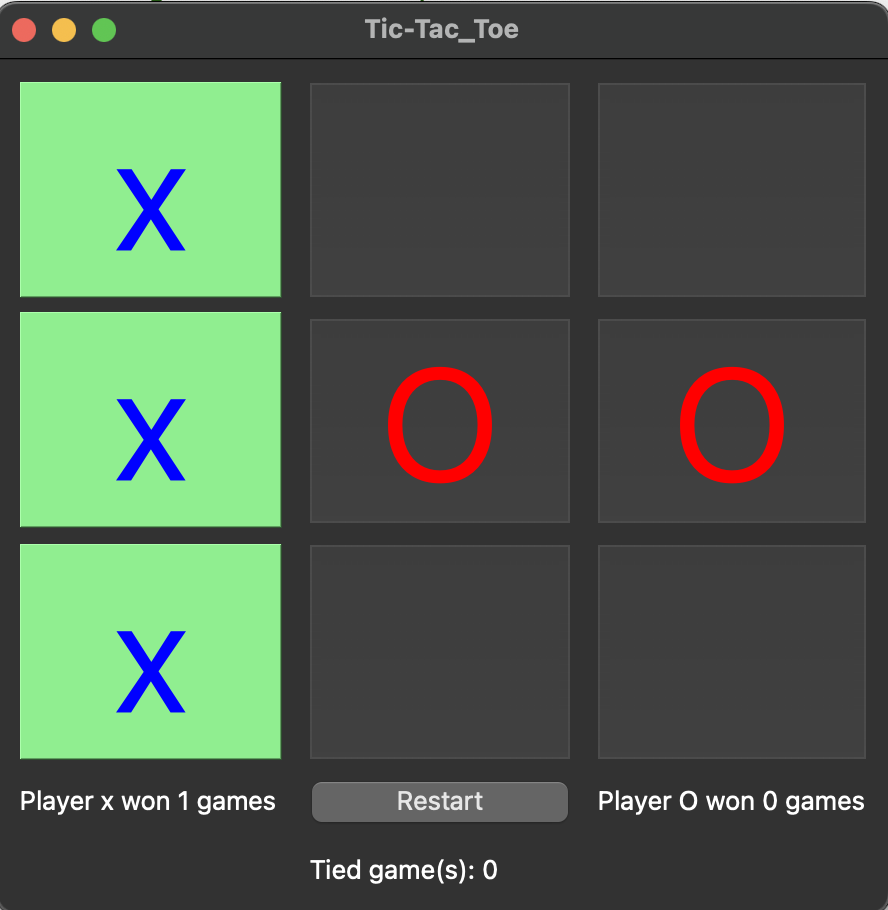 Tic-Tac_Toe
x
x O O
x
Player x won 1 games Restart Player O won 0 games
Tied game(s): 0